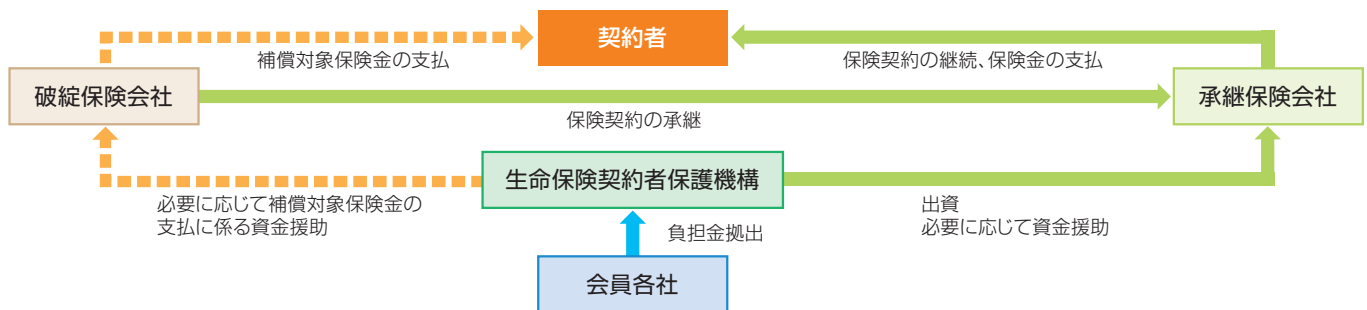 契約者
補償対象保険金の支払
保険契約の継続、保険金の支払
破綻保険会社
承継保険会社
保険契約の承継
生命保険契約者保護機構
必要に応じて補償対象保険金の
支払に係る資金援助
出資
必要に応じて資金援助
負担金拠出
会員各社